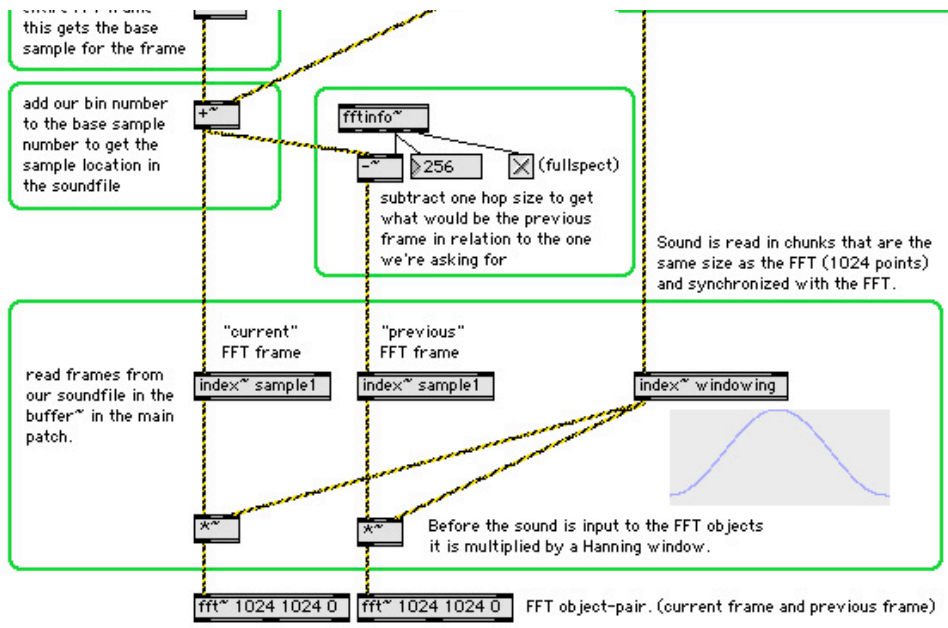 entire FFT frame
this gets the base
sample for the frame
add our bin number
to the base sample
number to get the
sample location in
the soundfile
+~
fftinfo~
-~
256
(fullspect)
subtract one hop size to get
what would be the previous
frame in relation to the one
we're asking for
Sound is read in chunks that are the
same size as the FFT (1024 points)
and synchronized with the FFT.
"current"
FFT frame
"previous"
FFT frame
read frames from
our soundfile in the
buffer~ in the main
patch.
index~ sample1
index~ sample1
index~ windowing
*~
*~
Before the sound is input to the FFT objects
it is multiplied by a Hanning window.
fft~ 1024 1024 0
fft~ 1024 1024 0
FFT object-pair. (current frame and previous frame)